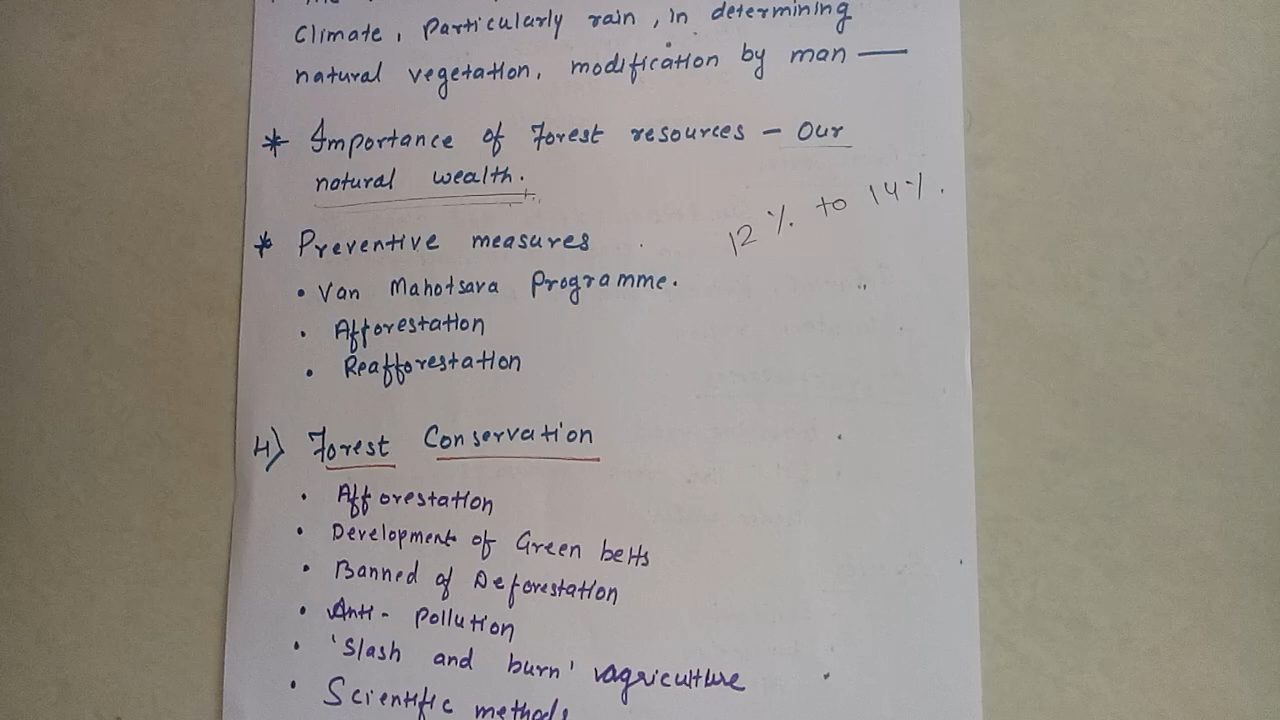 Climate, Particularly rain, in determining
natural vegetation, modification by man —
* Importance of Forest resources - Our
natural wealth.
12 % to 14 %.
* Preventive measures
• Van Mahotsava Programme.
• Afforestation
• Reafforestation
4) Forest Conservation
• Afforestation
• Development of Green belts
• Banned of Deforestation
• Anti - Pollution
• 'Slash and burn' agriculture
• Scientific methods